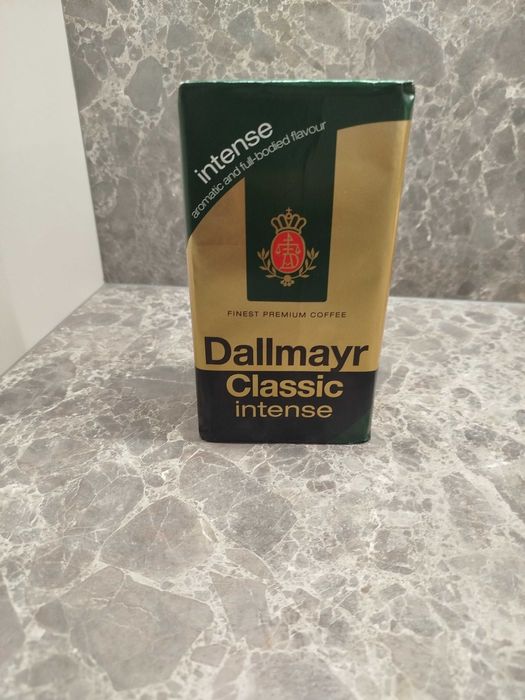 intense
aromatic and full-bodied flavour
FINEST PREMIUM COFFEE
Dallmayr
Classic
intense